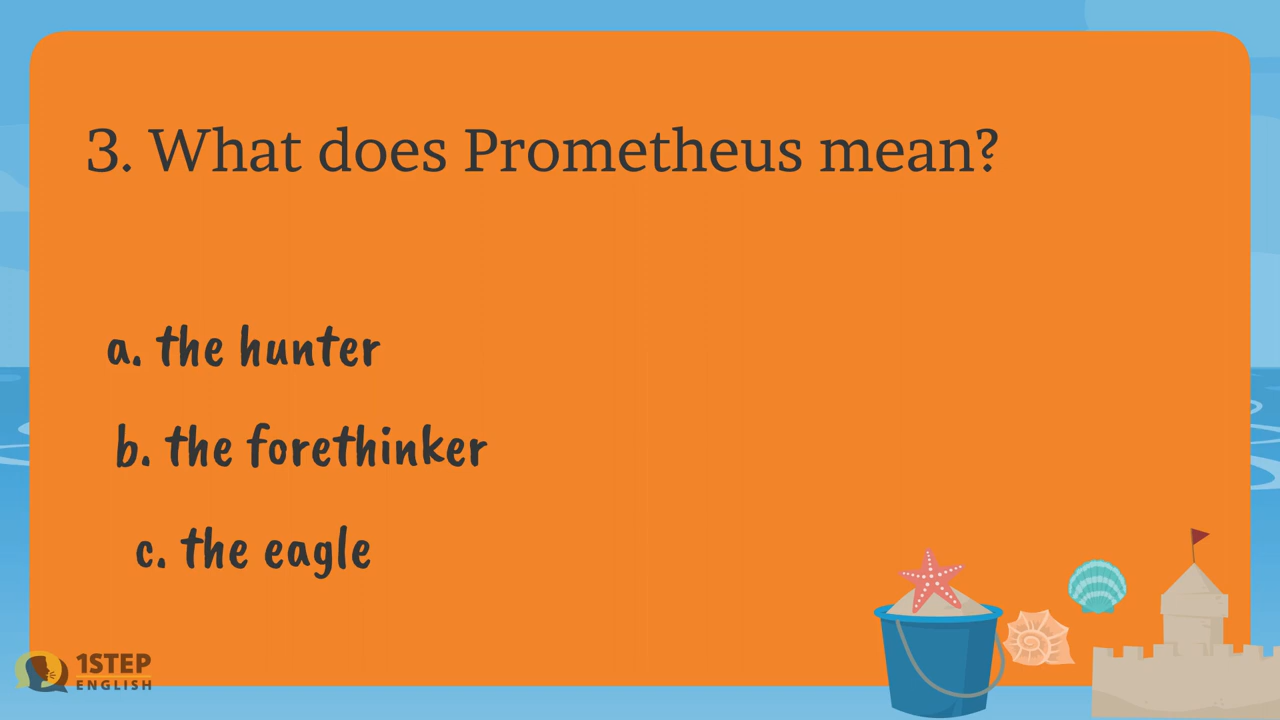 3. What does Prometheus mean?
a. the hunter
b. the forethinker
c. the eagle
1STEP
ENGLISH